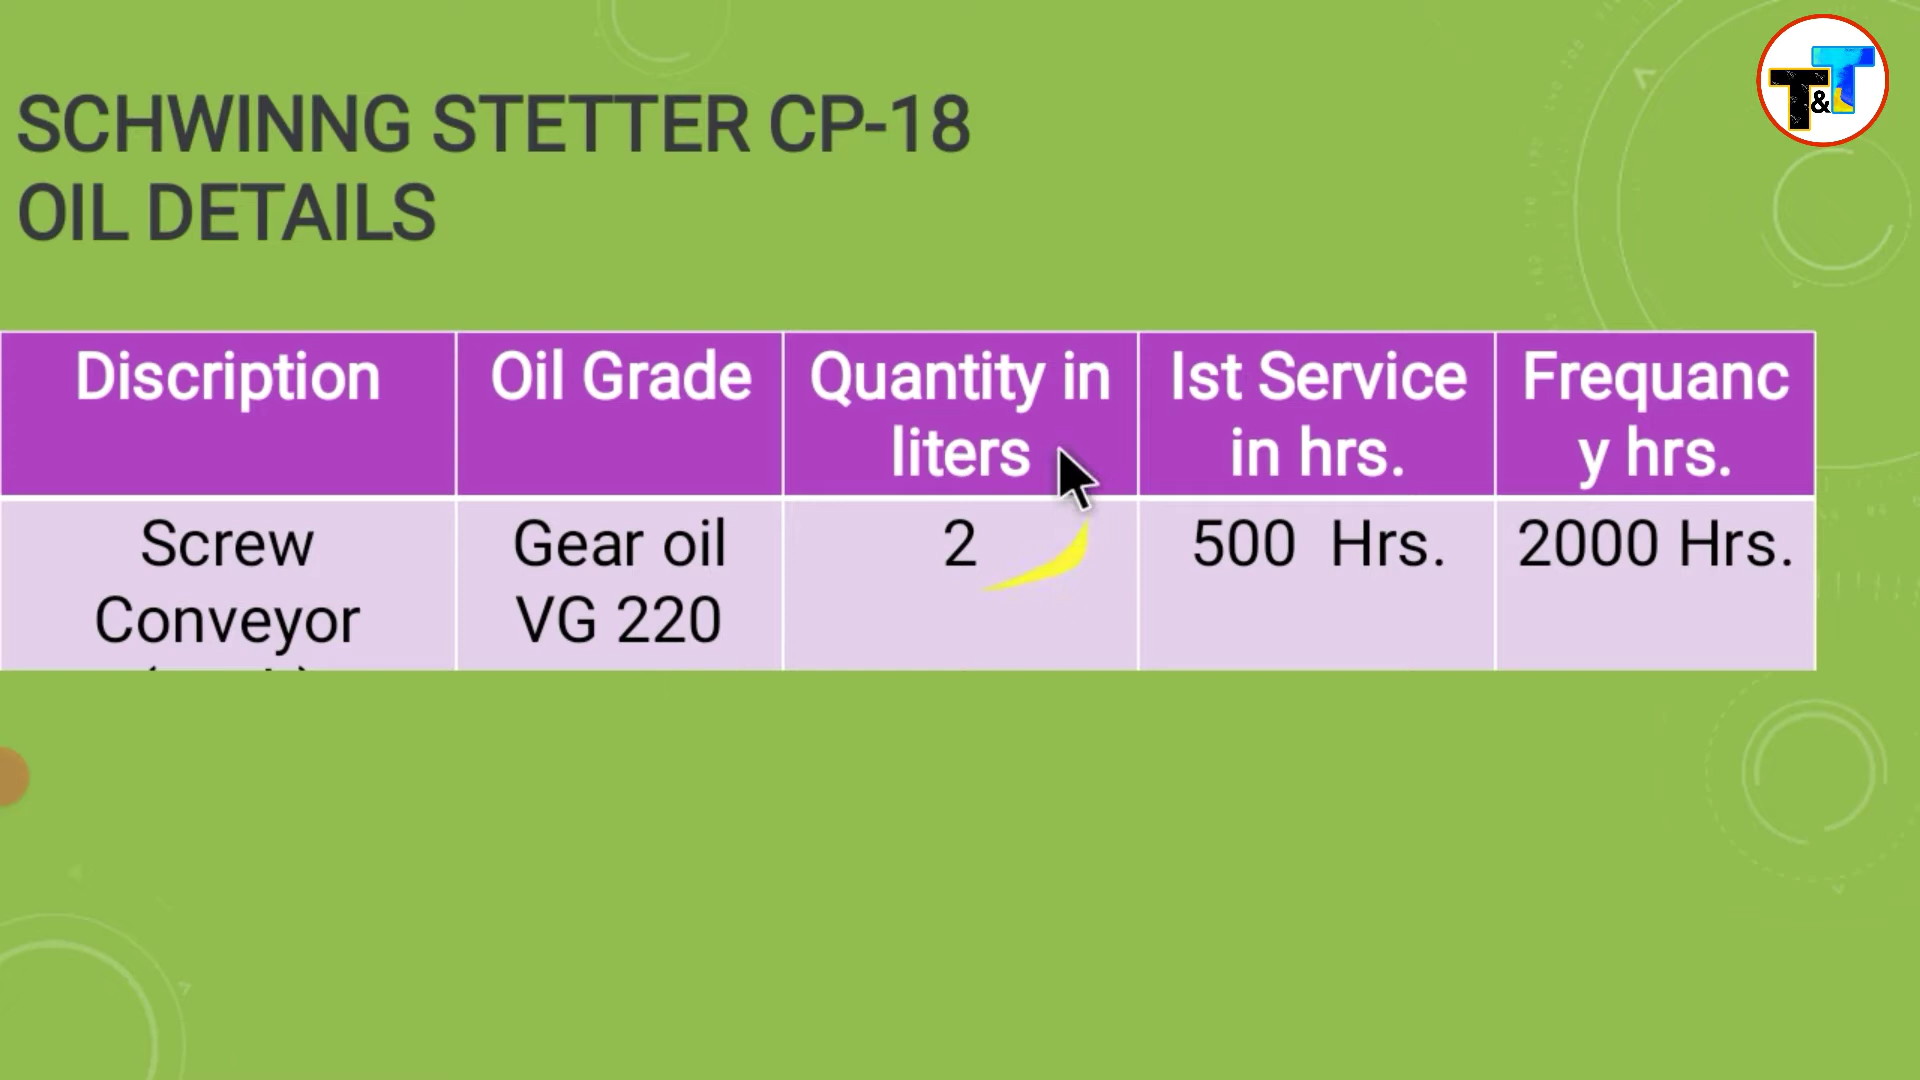 T&T
SCHWINNG STETTER CP-18
OIL DETAILS
Discription
Oil Grade
Quantity in
liters
Ist Service
in hrs.
Frequanc
y hrs.
Screw
Conveyor
Gear oil
VG 220
2
500 Hrs.
2000 Hrs.